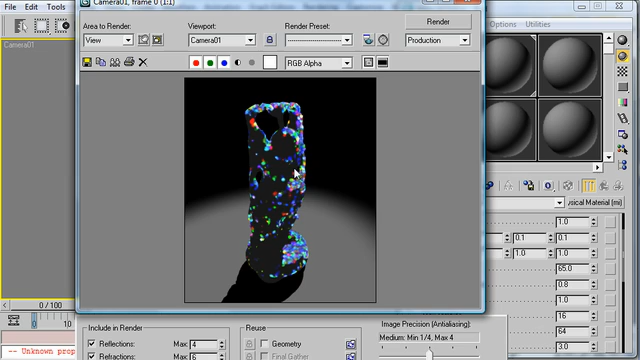 Edit Tools
Camera01, frame 0 (1:1)
Utilities
Area to Render:
Viewport:
Render Preset:
Render
View
Camera01
Production
RGB Alpha
Camera01
sical Material (mi)
1.0
0.1 0.1
1.0 1.0
65.0
0.8
1.0
16
64
3.0
0 / 100
0 10
-- Unknown prop
Include in Render
Reflections: Max: 4
Refractions: Max: 6
Reuse
Geometry
Final Gather
Image Precision (Antialiasing):
Medium: Min 1/4, Max 4